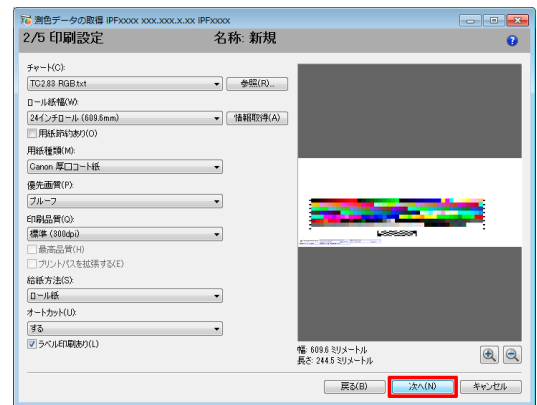 測色データの取得 iPFxxxx xxx.xxx.x.xx iPFxxxx
2/5 印刷設定 名称: 新規
チャート(C):
TC2.83 RGB.txt 参照(R)...
ロール紙幅(W):
24インチロール (609.6mm) 情報取得(A)
用紙節約あり(O)
用紙種類(M):
Canon 厚口コート紙
優先画質(P):
プルーフ
印刷品質(Q):
標準 (300dpi)
最高品質(H)
プリントパスを拡張する(E)
給紙方法(S):
ロール紙
オートカット(U):
する
ラベル印刷あり(L)
幅: 609.6 ミリメートル
長さ: 244.5 ミリメートル
戻る(B) 次へ(N) キャンセル